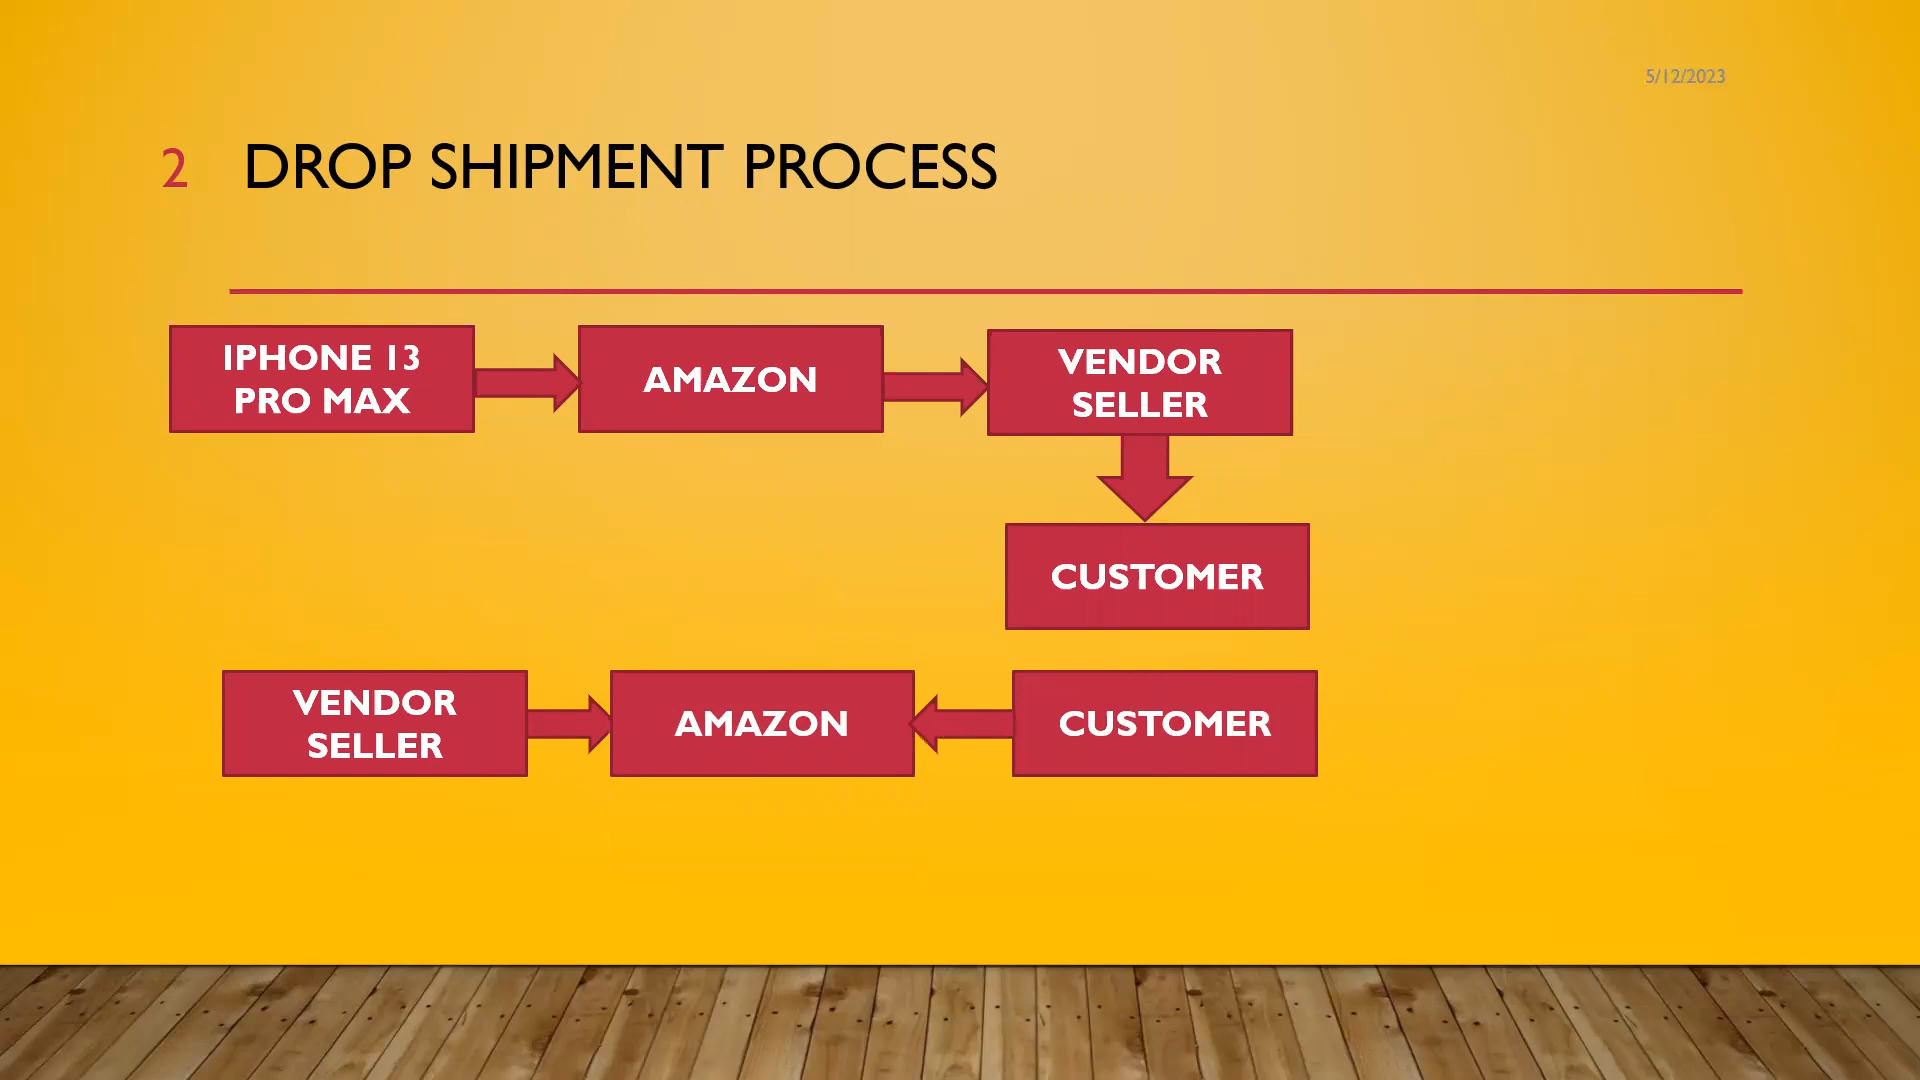 5/12/2023
2 DROP SHIPMENT PROCESS
IPHONE 13
PRO MAX
AMAZON
VENDOR
SELLER
CUSTOMER
VENDOR
SELLER
AMAZON
CUSTOMER